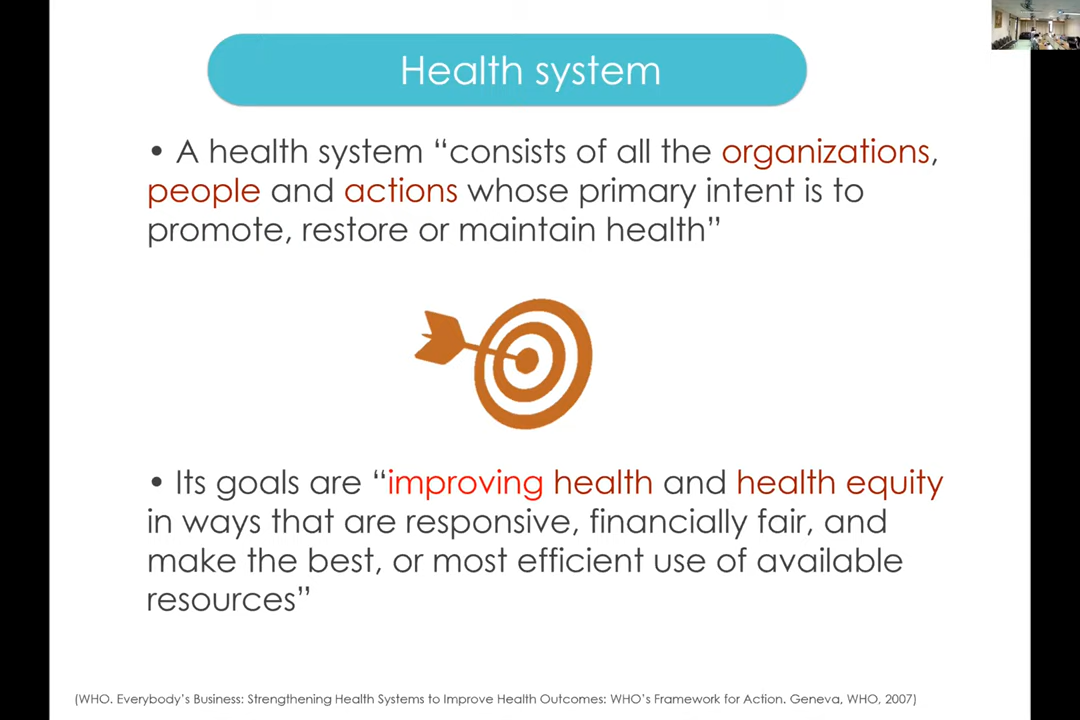 Health system
• A health system “consists of all the organizations,
people and actions whose primary intent is to
promote, restore or maintain health”
• Its goals are “improving health and health equity
in ways that are responsive, financially fair, and
make the best, or most efficient use of available
resources”
(WHO. Everybody’s Business: Strengthening Health Systems to Improve Health Outcomes: WHO’s Framework for Action. Geneva, WHO, 2007)